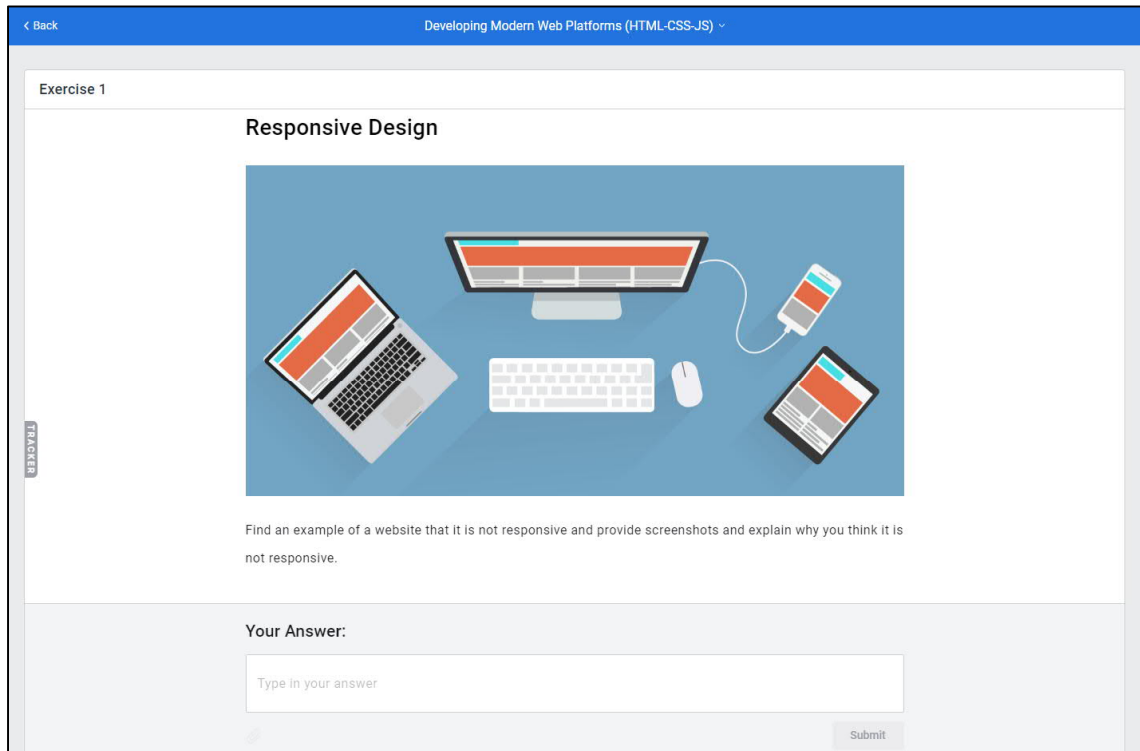 Back
Developing Modern Web Platforms (HTML-CSS-JS)
Exercise 1
Responsive Design
TRACKER
Find an example of a website that it is not responsive and provide screenshots and explain why you think it is
not responsive.
Your Answer:
Type in your answer
Submit